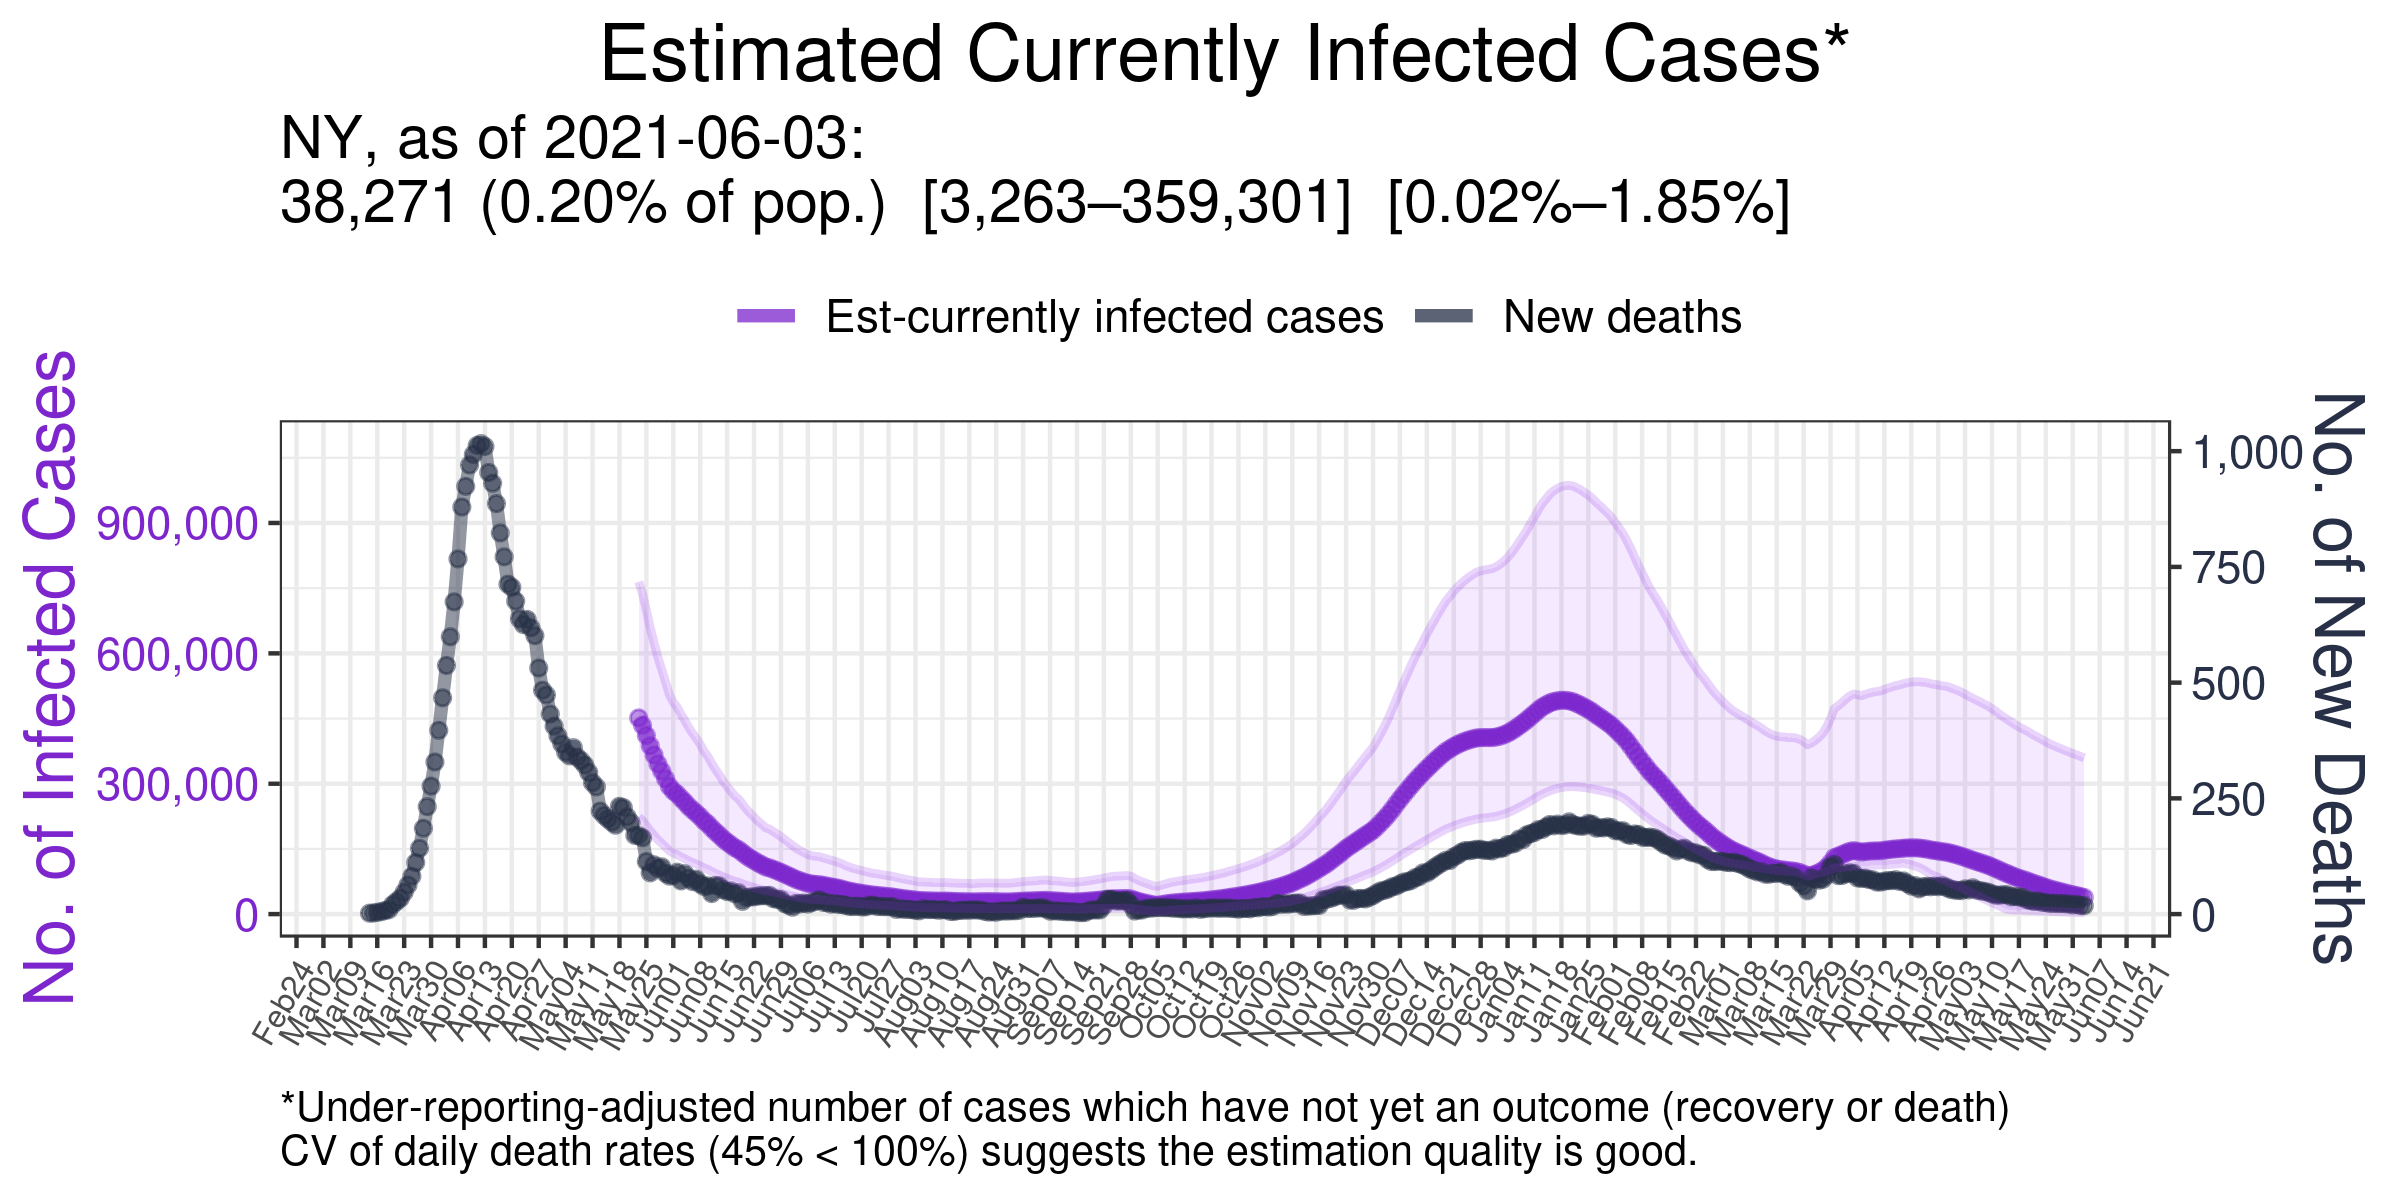 Estimated Currently Infected Cases*
NY, as of 2021-06-03:
38,271 (0.20% of pop.) [3,263–359,301] [0.02%–1.85%]
Est-currently infected cases
New deaths
No. of Infected Cases
900,000
600,000
300,000
0
1,000
750
500
250
0
No. of New Deaths
Feb24
Mar02
Mar09
Mar16
Mar23
Mar30
Apr06
Apr13
Apr20
Apr27
May04
May11
May18
May25
Jun01
Jun08
Jun15
Jun22
Jun29
Jul06
Jul13
Jul20
Jul27
Aug03
Aug10
Aug17
Aug24
Aug31
Sep07
Sep14
Sep21
Sep28
Oct05
Oct12
Oct19
Oct26
Nov02
Nov09
Nov16
Nov23
Nov30
Dec07
Dec14
Dec21
Dec28
Jan04
Jan11
Jan18
Jan25
Feb01
Feb08
Feb15
Feb22
Mar01
Mar08
Mar15
Mar22
Mar29
Apr05
Apr12
Apr19
Apr26
May03
May10
May17
May24
May31
Jun07
Jun14
Jun21
*Under-reporting-adjusted number of cases which have not yet an outcome (recovery or death)
CV of daily death rates (45% < 100%) suggests the estimation quality is good.